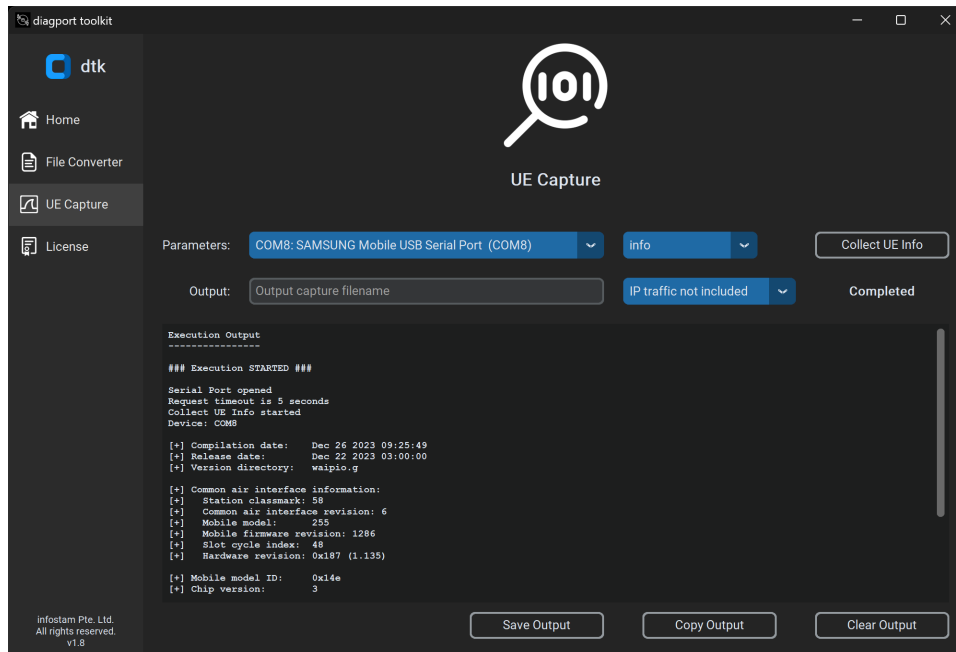 diagport toolkit
dtk
Home
File Converter
UE Capture
License
infostam Pte. Ltd.
All rights reserved.
v1.8
101
UE Capture
Parameters: COM8: SAMSUNG Mobile USB Serial Port (COM8) info Collect UE Info
Output: Output capture filename IP traffic not included Completed
Execution Output
----------------
### Execution STARTED ###
Serial Port opened
Request timeout is 5 seconds
Collect UE Info started
Device: COM8
[+] Compilation date: Dec 26 2023 09:25:49
[+] Release date: Dec 22 2023 03:00:00
[+] Version directory: waipio.g
[+] Common air interface information:
[+] Station classmark: 58
[+] Common air interface revision: 6
[+] Mobile model: 255
[+] Mobile firmware revision: 1286
[+] Slot cycle index: 48
[+] Hardware revision: 0x187 (1.135)
[+] Mobile model ID: 0x14e
[+] Chip version: 3
Save Output Copy Output Clear Output